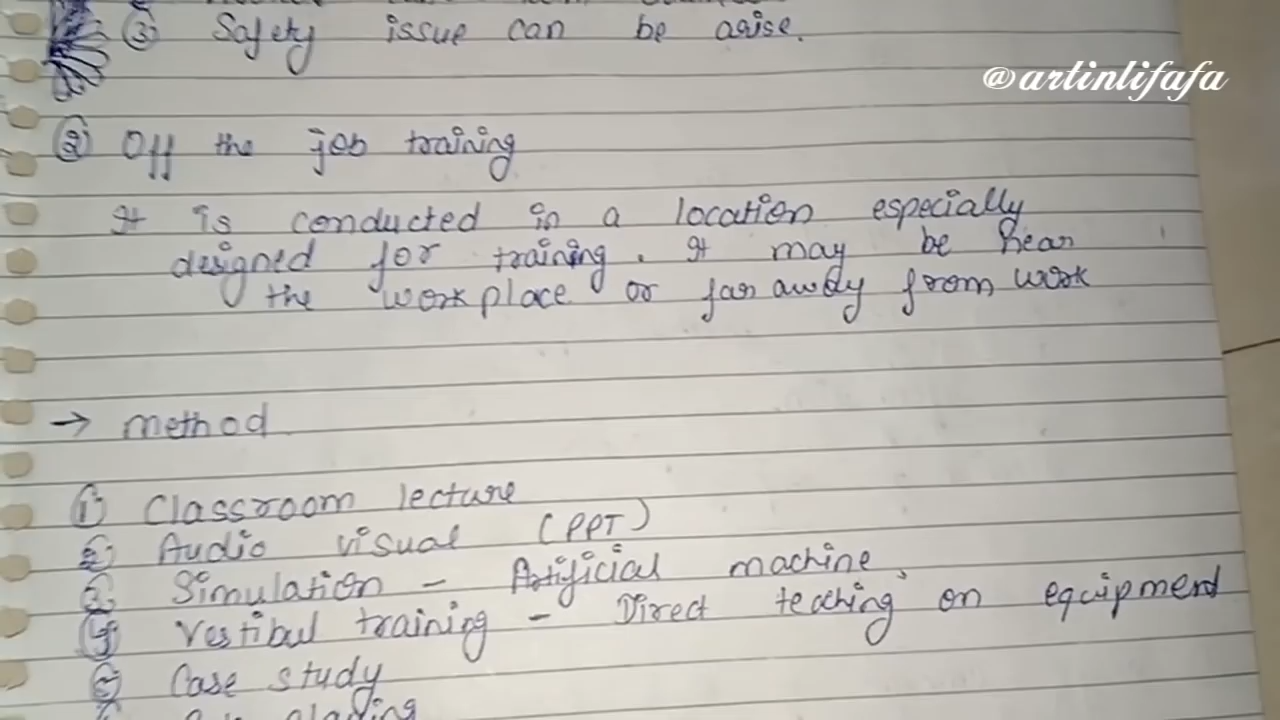 ③ Safety issue can be arise.
@artinlifafa
② Off the job training
It is conducted in a location especially
designed for training. It may be near
the workplace or far away from work
→ method
① Classroom lecture
② Audio visual (PPT)
③ Simulation - Artificial machine
④ Vestibul training - Direct teaching on equipment
⑤ Case study
playing